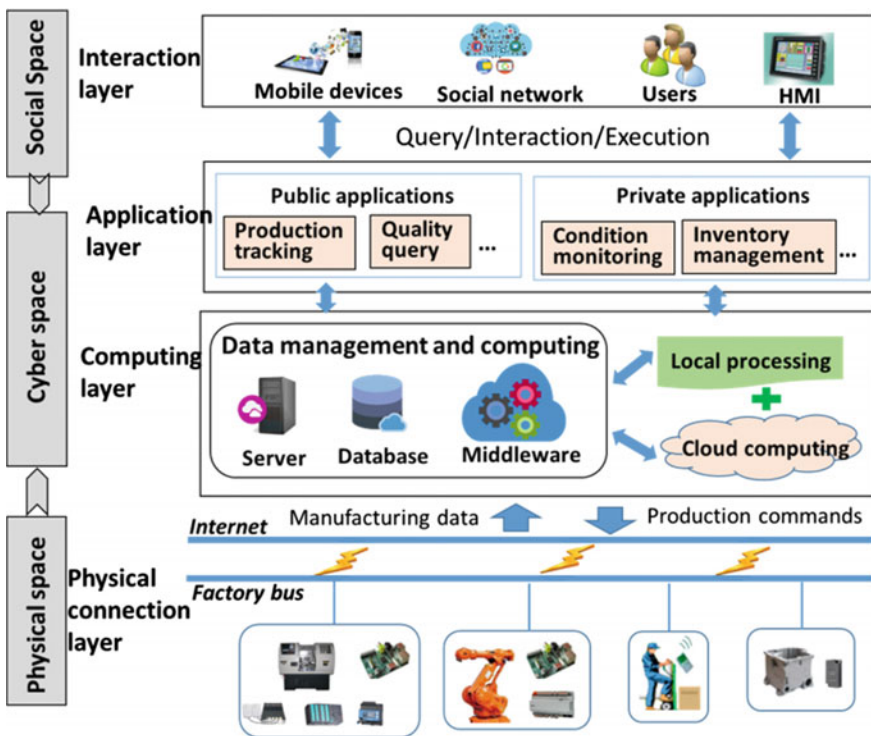 Social Space
Interaction
layer
Mobile devices
Social network
Users
HMI
Query/Interaction/Execution
Cyber space
Application
layer
Public applications
Production
tracking
Quality
query
...
Private applications
Condition
monitoring
Inventory
management
...
Computing
layer
Data management and computing
Server
Database
Middleware
Local processing
Cloud computing
Manufacturing data
Production commands
Internet
Physical space
Physical
connection
layer
Factory bus